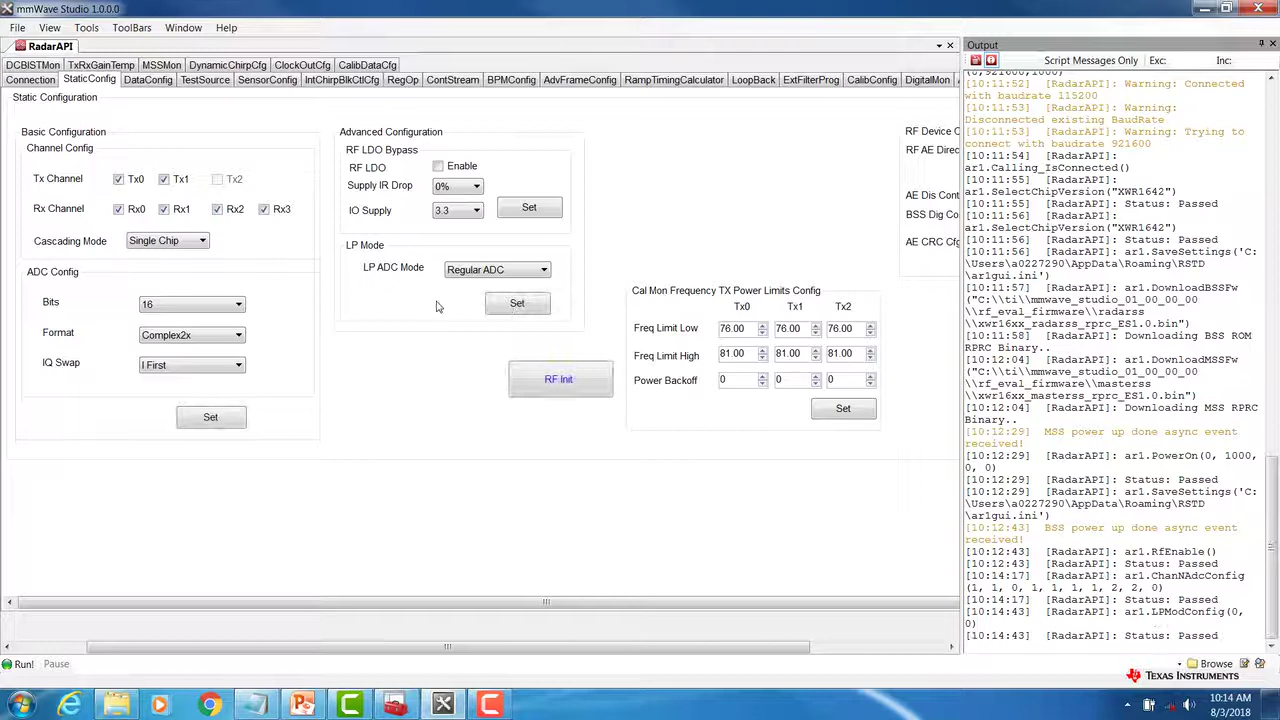 mmWave Studio 1.0.0.0
File View Tools ToolBars Window Help
RadarAPI
DCBISTMon TxRxGainTemp MSSMon DynamicChirpCfg CalibDataCfg
Connection StaticConfig DataConfig TestSource SensorConfig IntChirpBlkCtlCfg RegOp ContStream BPMConfig AdvFrameConfig RampTimingCalculator LoopBack ExtFilterProg CalibConfig DigitalMon
Static Configuration
Basic Configuration
Channel Config
Tx Channel Tx0 Tx1 Tx2
Rx Channel Rx0 Rx1 Rx2 Rx3
Cascading Mode Single Chip
ADC Config
Bits 16
Format Complex2x
IQ Swap I First
Set
Advanced Configuration
RF LDO Bypass
RF LDO Enable
Supply IR Drop 0%
IO Supply 3.3 Set
LP Mode
LP ADC Mode Regular ADC
Set
RF Init
Cal Mon Frequency TX Power Limits Config
Tx0 Tx1 Tx2
Freq Limit Low 76.00 76.00 76.00
Freq Limit High 81.00 81.00 81.00
Power Backoff 0 0 0
Set
RF Device C
RF AE Direc
AE Dis Cont
BSS Dig Co
AE CRC Cfg
Run! Pause
Output
Script Messages Only Exc: Inc:
(0,921600,1000)
[10:11:52] [RadarAPI]: Warning: Connected
with baudrate 115200
[10:11:53] [RadarAPI]: Warning:
Disconnected existing BaudRate
[10:11:53] [RadarAPI]: Warning: Trying to
connect with baudrate 921600
[10:11:54] [RadarAPI]:
ar1.Calling_IsConnected()
[10:11:55] [RadarAPI]:
ar1.SelectChipVersion("XWR1642")
[10:11:55] [RadarAPI]: Status: Passed
[10:11:56] [RadarAPI]:
ar1.SelectChipVersion("XWR1642")
[10:11:56] [RadarAPI]: Status: Passed
[10:11:56] [RadarAPI]: ar1.SaveSettings('C:
\Users\a0227290\AppData\Roaming\RSTD
\ar1gui.ini')
[10:11:57] [RadarAPI]: ar1.DownloadBSSFw
("C:\\ti\\mmwave_studio_01_00_00_00
\\rf_eval_firmware\\radarss
\\xwr16xx_radarss_rprc_ES1.0.bin")
[10:11:58] [RadarAPI]: Downloading BSS ROM
RPRC Binary..
[10:12:04] [RadarAPI]: ar1.DownloadMSSFw
("C:\\ti\\mmwave_studio_01_00_00_00
\\rf_eval_firmware\\masterss
\\xwr16xx_masterss_rprc_ES1.0.bin")
[10:12:04] [RadarAPI]: Downloading MSS RPRC
Binary..
[10:12:29] MSS power up done async event
received!
[10:12:29] [RadarAPI]: ar1.PowerOn(0, 1000,
0, 0)
[10:12:29] [RadarAPI]: Status: Passed
[10:12:29] [RadarAPI]: ar1.SaveSettings('C:
\Users\a0227290\AppData\Roaming\RSTD
\ar1gui.ini')
[10:12:43] BSS power up done async event
received!
[10:12:43] [RadarAPI]: ar1.RfEnable()
[10:12:43] [RadarAPI]: Status: Passed
[10:14:17] [RadarAPI]: ar1.ChanNAdcConfig
(1, 1, 0, 1, 1, 1, 1, 2, 2, 0)
[10:14:17] [RadarAPI]: Status: Passed
[10:14:43] [RadarAPI]: ar1.LPModConfig(0,
0)
[10:14:43] [RadarAPI]: Status: Passed
Browse
TEXAS INSTRUMENTS
10:14 AM
8/3/2018